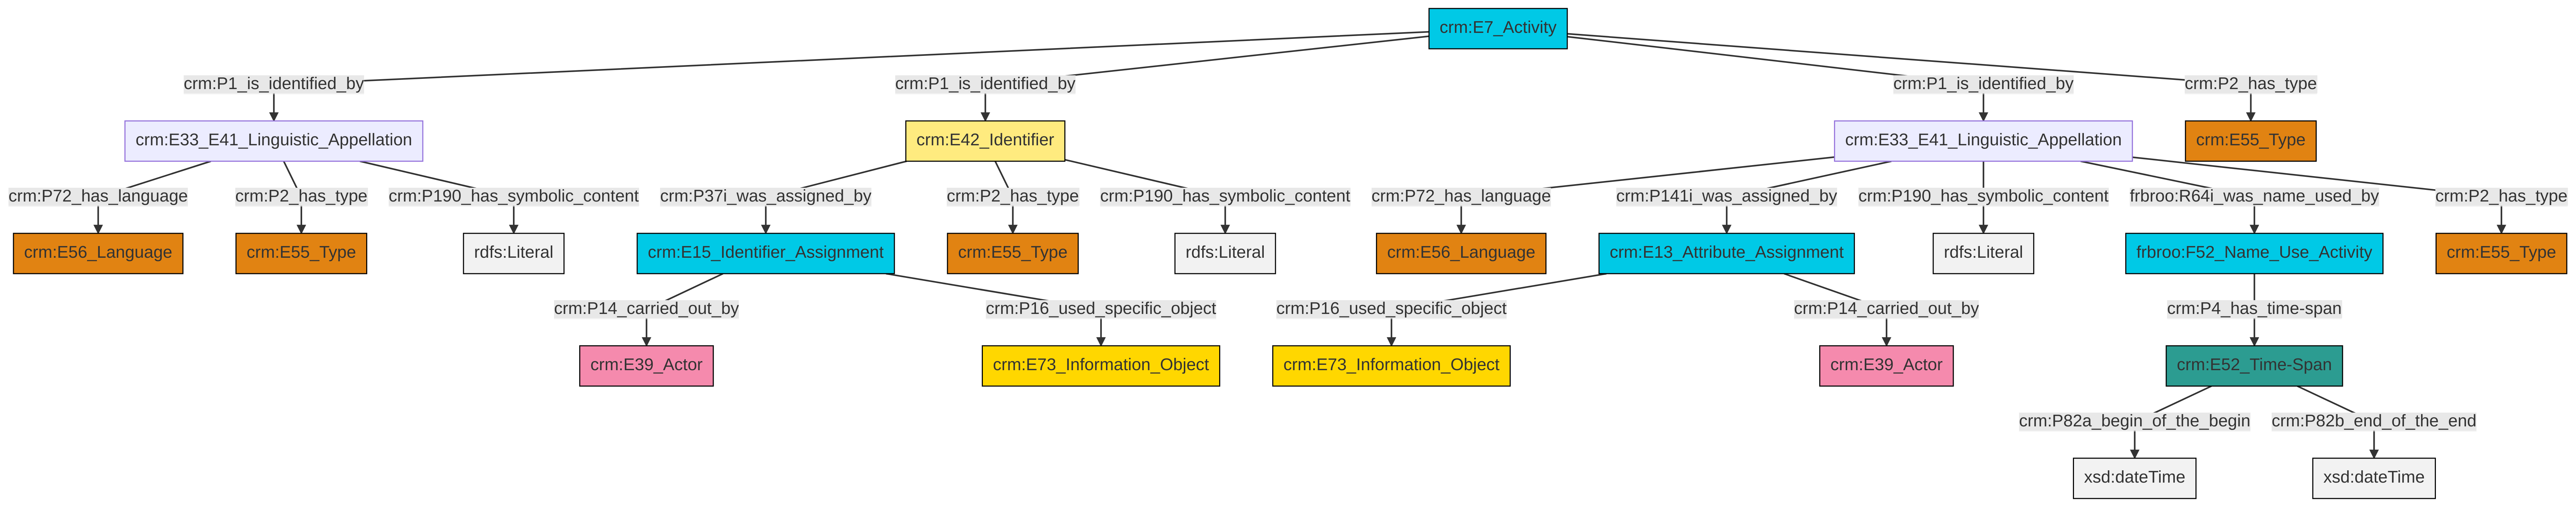 crm:E7_Activity
crm:P1_is_identified_by
crm:P1_is_identified_by
crm:P1_is_identified_by
crm:P2_has_type
crm:E33_E41_Linguistic_Appellation
crm:E42_Identifier
crm:E33_E41_Linguistic_Appellation
crm:E55_Type
crm:P72_has_language
crm:P2_has_type
crm:P190_has_symbolic_content
crm:P37i_was_assigned_by
crm:P2_has_type
crm:P190_has_symbolic_content
crm:P72_has_language
crm:P141i_was_assigned_by
crm:P190_has_symbolic_content
frbroo:R64i_was_name_used_by
crm:P2_has_type
crm:E56_Language
crm:E55_Type
rdfs:Literal
crm:E15_Identifier_Assignment
crm:E55_Type
rdfs:Literal
crm:E56_Language
crm:E13_Attribute_Assignment
rdfs:Literal
frbroo:F52_Name_Use_Activity
crm:E55_Type
crm:P14_carried_out_by
crm:P16_used_specific_object
crm:P16_used_specific_object
crm:P14_carried_out_by
crm:P4_has_time-span
crm:E39_Actor
crm:E73_Information_Object
crm:E73_Information_Object
crm:E39_Actor
crm:E52_Time-Span
crm:P82a_begin_of_the_begin
crm:P82b_end_of_the_end
xsd:dateTime
xsd:dateTime